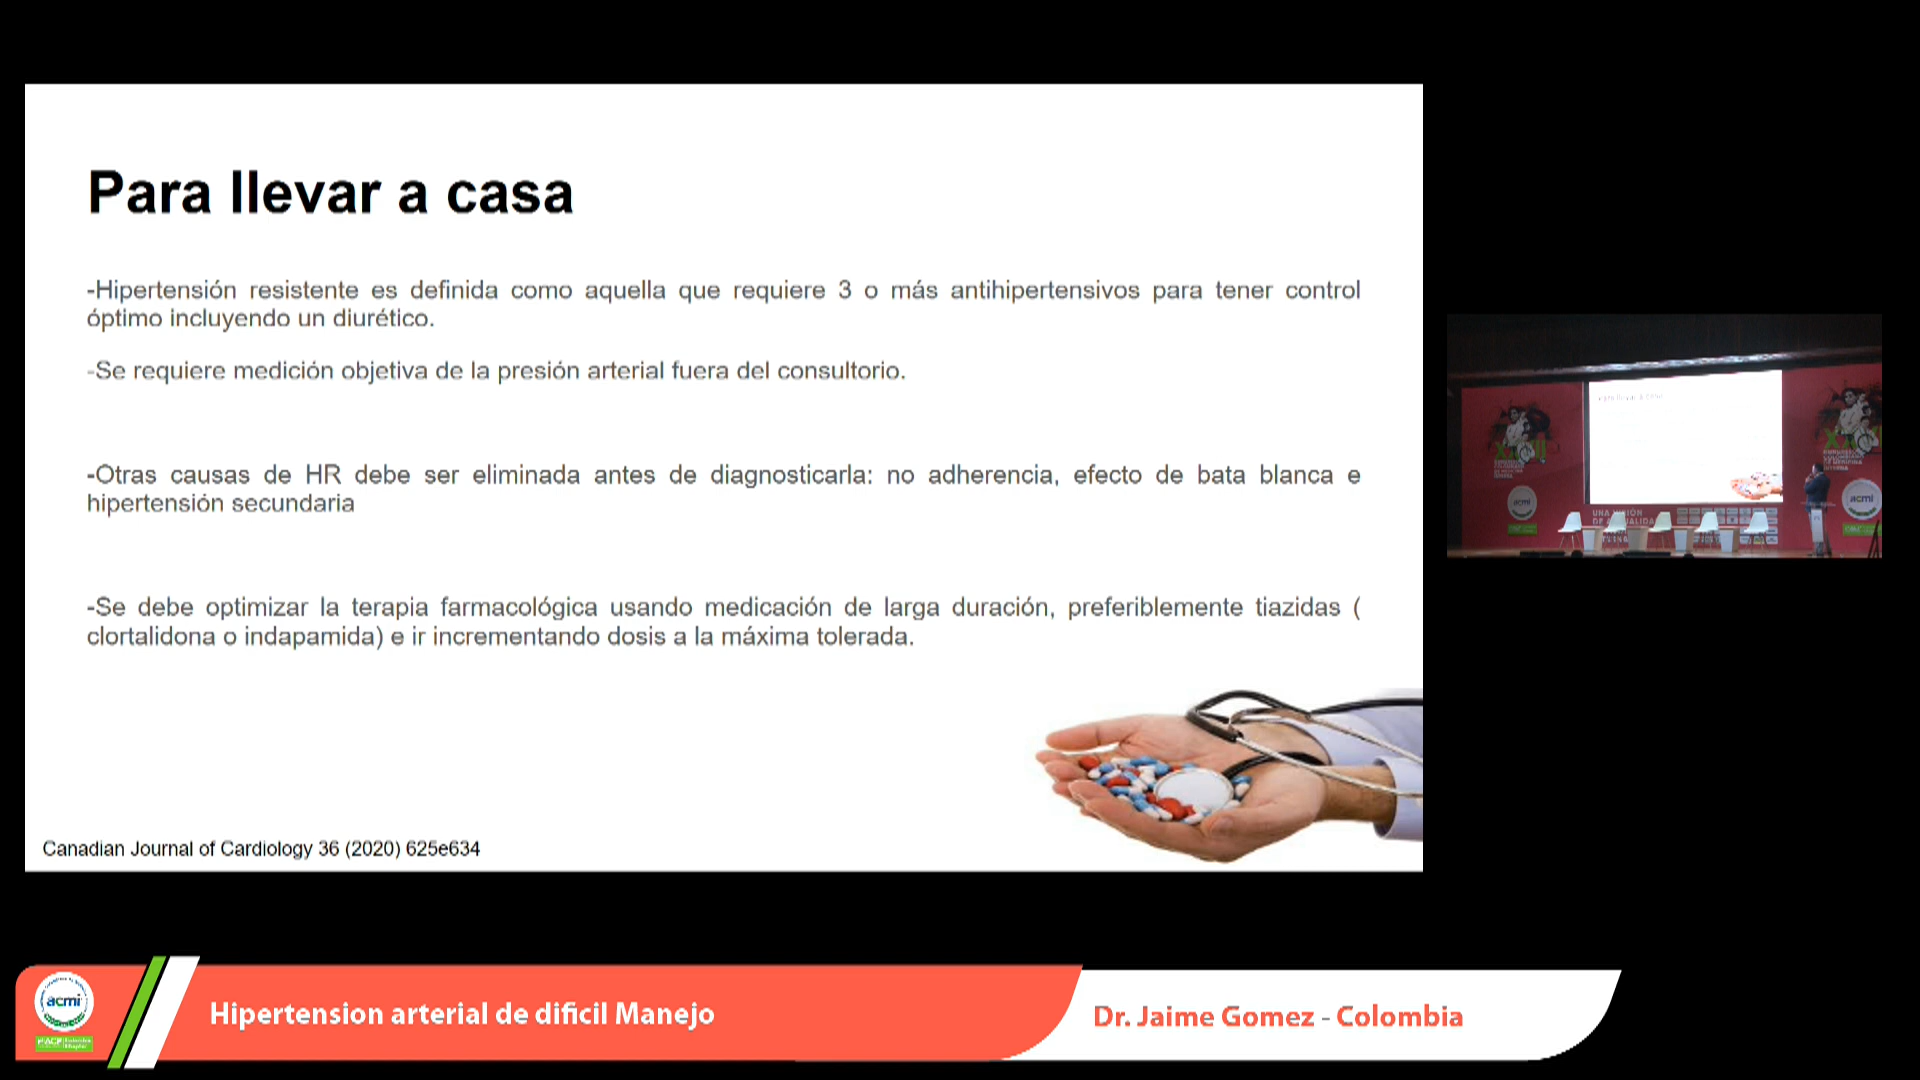 Para llevar a casa
-Hipertensión resistente es definida como aquella que requiere 3 o más antihipertensivos para tener control
óptimo incluyendo un diurético.
-Se requiere medición objetiva de la presión arterial fuera del consultorio.
-Otras causas de HR debe ser eliminada antes de diagnosticarla: no adherencia, efecto de bata blanca e
hipertensión secundaria
-Se debe optimizar la terapia farmacológica usando medicación de larga duración, preferiblemente tiazidas (
clortalidona o indapamida) e ir incrementando dosis a la máxima tolerada.
Canadian Journal of Cardiology 36 (2020) 625e634
acmi
acmi
acmi
Hipertension arterial de dificil Manejo
Dr. Jaime Gomez - Colombia